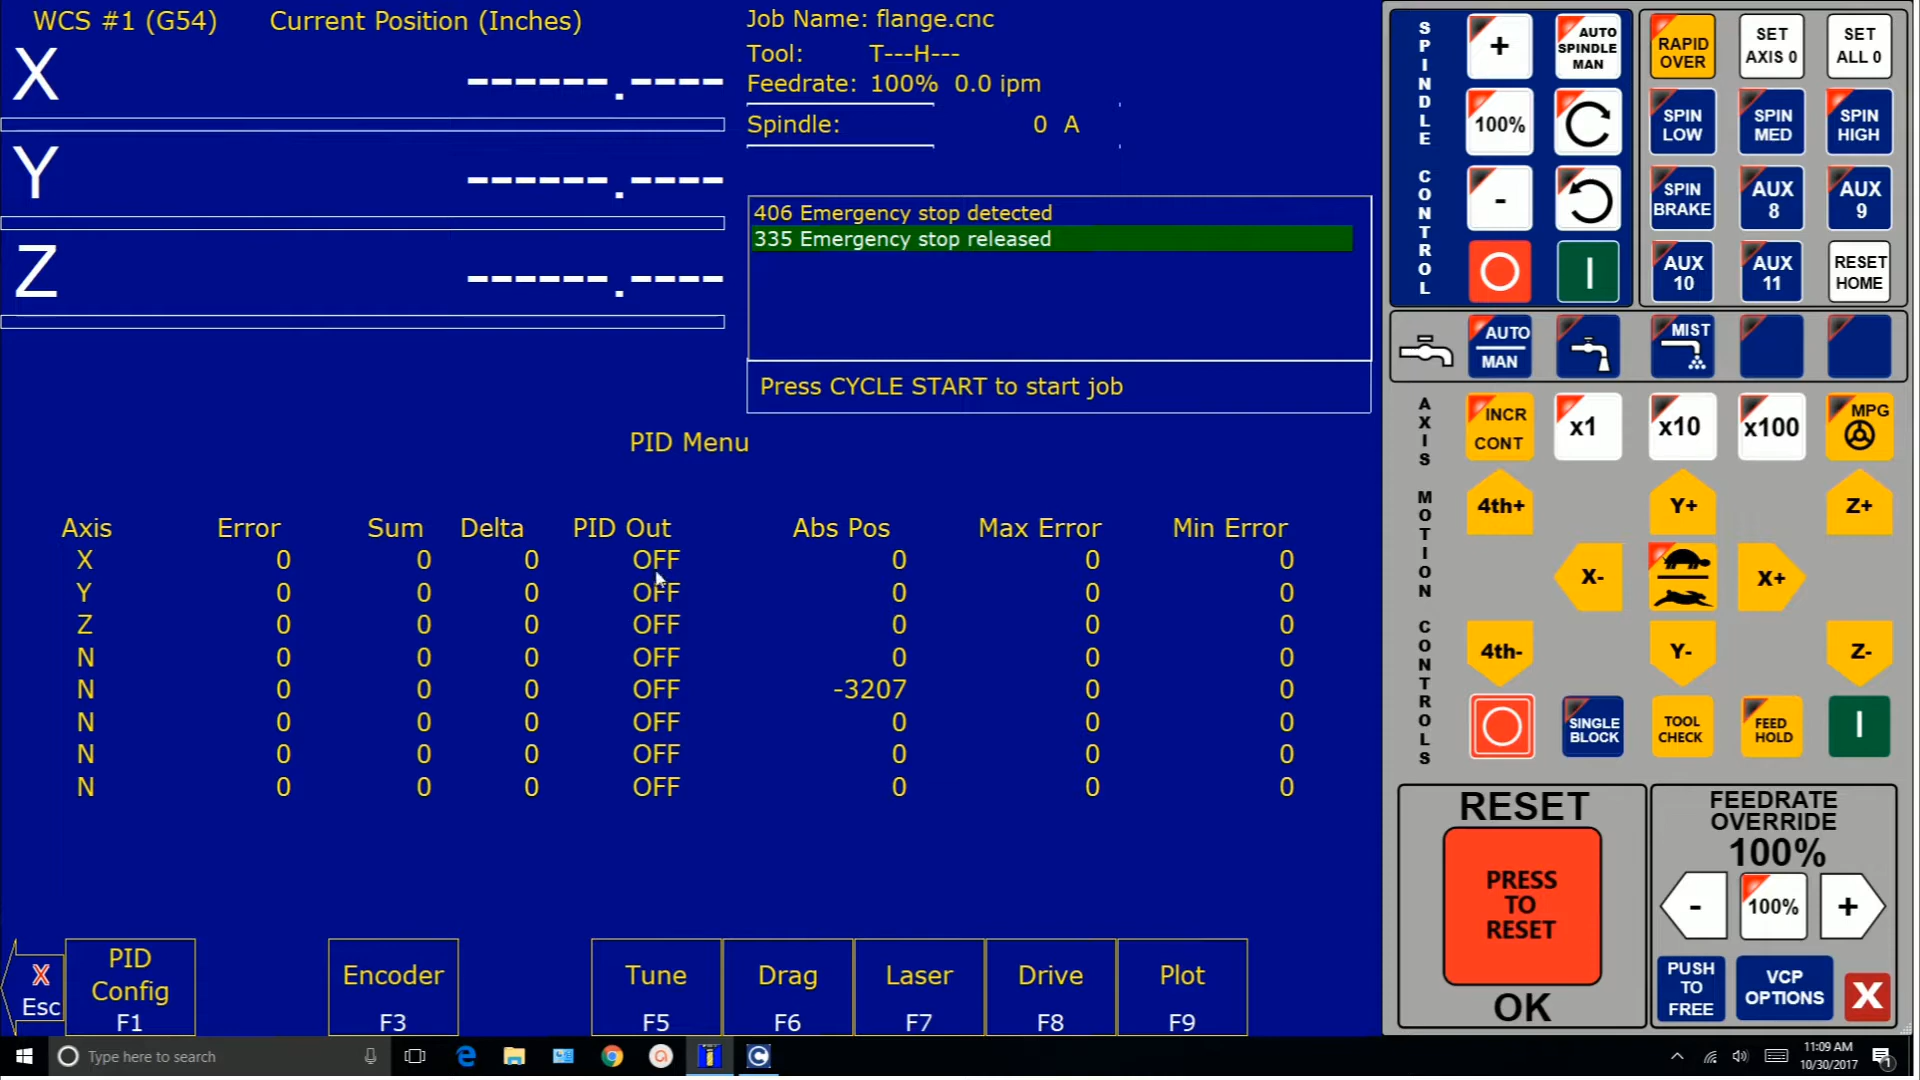 WCS #1 (G54) Current Position (Inches)
X ------.----
Y ------.----
Z ------.----
Job Name: flange.cnc
Tool: T---H---
Feedrate: 100% 0.0 ipm
Spindle: 0 A
406 Emergency stop detected
335 Emergency stop released
Press CYCLE START to start job
PID Menu
Axis Error Sum Delta PID Out Abs Pos Max Error Min Error
X 0 0 0 OFF 0 0 0
Y 0 0 0 OFF 0 0 0
Z 0 0 0 OFF 0 0 0
N 0 0 0 OFF 0 0 0
N 0 0 0 OFF -3207 0 0
N 0 0 0 OFF 0 0 0
N 0 0 0 OFF 0 0 0
N 0 0 0 OFF 0 0 0
X
Esc
PID
Config
F1
Encoder
F3
Tune
F5
Drag
F6
Laser
F7
Drive
F8
Plot
F9
SPINDLE CONTROL
+
AUTO
SPINDLE
MAN
100%
-
RAPID
OVER
SET
AXIS 0
SET
ALL 0
SPIN
LOW
SPIN
MED
SPIN
HIGH
SPIN
BRAKE
AUX
8
AUX
9
AUX
10
AUX
11
RESET
HOME
AUTO
MAN
MIST
AXIS MOTION CONTROLS
INCR
CONT
x1
x10
x100
MPG
4th+
Y+
Z+
X-
X+
4th-
Y-
Z-
SINGLE
BLOCK
TOOL
CHECK
FEED
HOLD
RESET
PRESS
TO
RESET
OK
FEEDRATE
OVERRIDE
100%
-
100%
+
PUSH
TO
FREE
VCP
OPTIONS
X
Type here to search
11:09 AM
10/30/2017
1